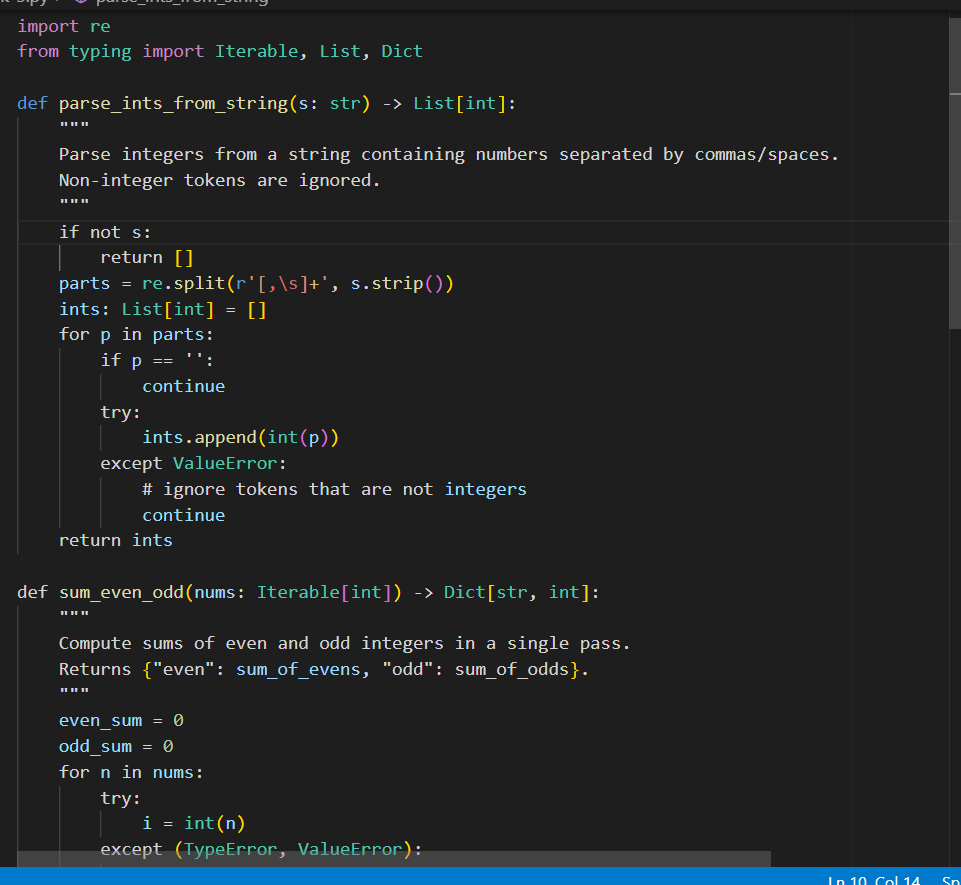 parse_ints_from_string
import re
from typing import Iterable, List, Dict
def parse_ints_from_string(s: str) -> List[int]:
    """
    Parse integers from a string containing numbers separated by commas/spaces.
    Non-integer tokens are ignored.
    """
    if not s:
        return []
    parts = re.split(r'[,\s]+', s.strip())
    ints: List[int] = []
    for p in parts:
        if p == '':
            continue
        try:
            ints.append(int(p))
        except ValueError:
            # ignore tokens that are not integers
            continue
    return ints
def sum_even_odd(nums: Iterable[int]) -> Dict[str, int]:
    """
    Compute sums of even and odd integers in a single pass.
    Returns {"even": sum_of_evens, "odd": sum_of_odds}.
    """
    even_sum = 0
    odd_sum = 0
    for n in nums:
        try:
            i = int(n)
        except (TypeError, ValueError):
Ln 10, Col 14